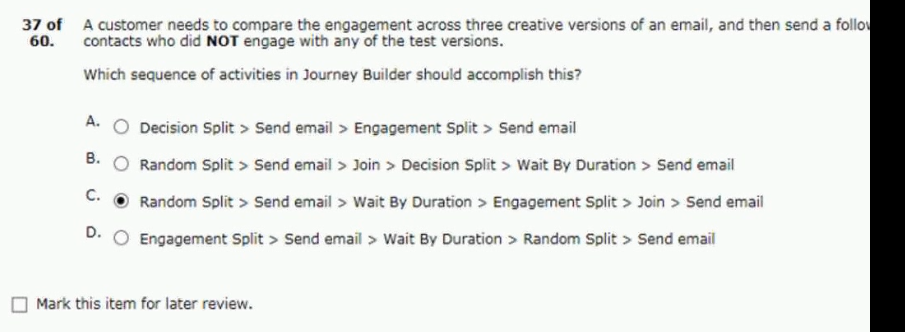 37 of A customer needs to compare the engagement across three creative versions of an email, and then send a
60. contacts who did NOT engage with any of the test versions.
Which sequence of activities in Journey Builder should accomplish this?
A. Decision Split > Send email > Engagement Split > Send email
B. Random Split > Send email > Join > Decision Split > Wait By Duration > Send email
C. Random Split > Send email > Wait By Duration > Engagement Split > Join > Send email
D. Engagement Split > Send email > Wait By Duration > Random Split > Send email
Mark this item for later review.